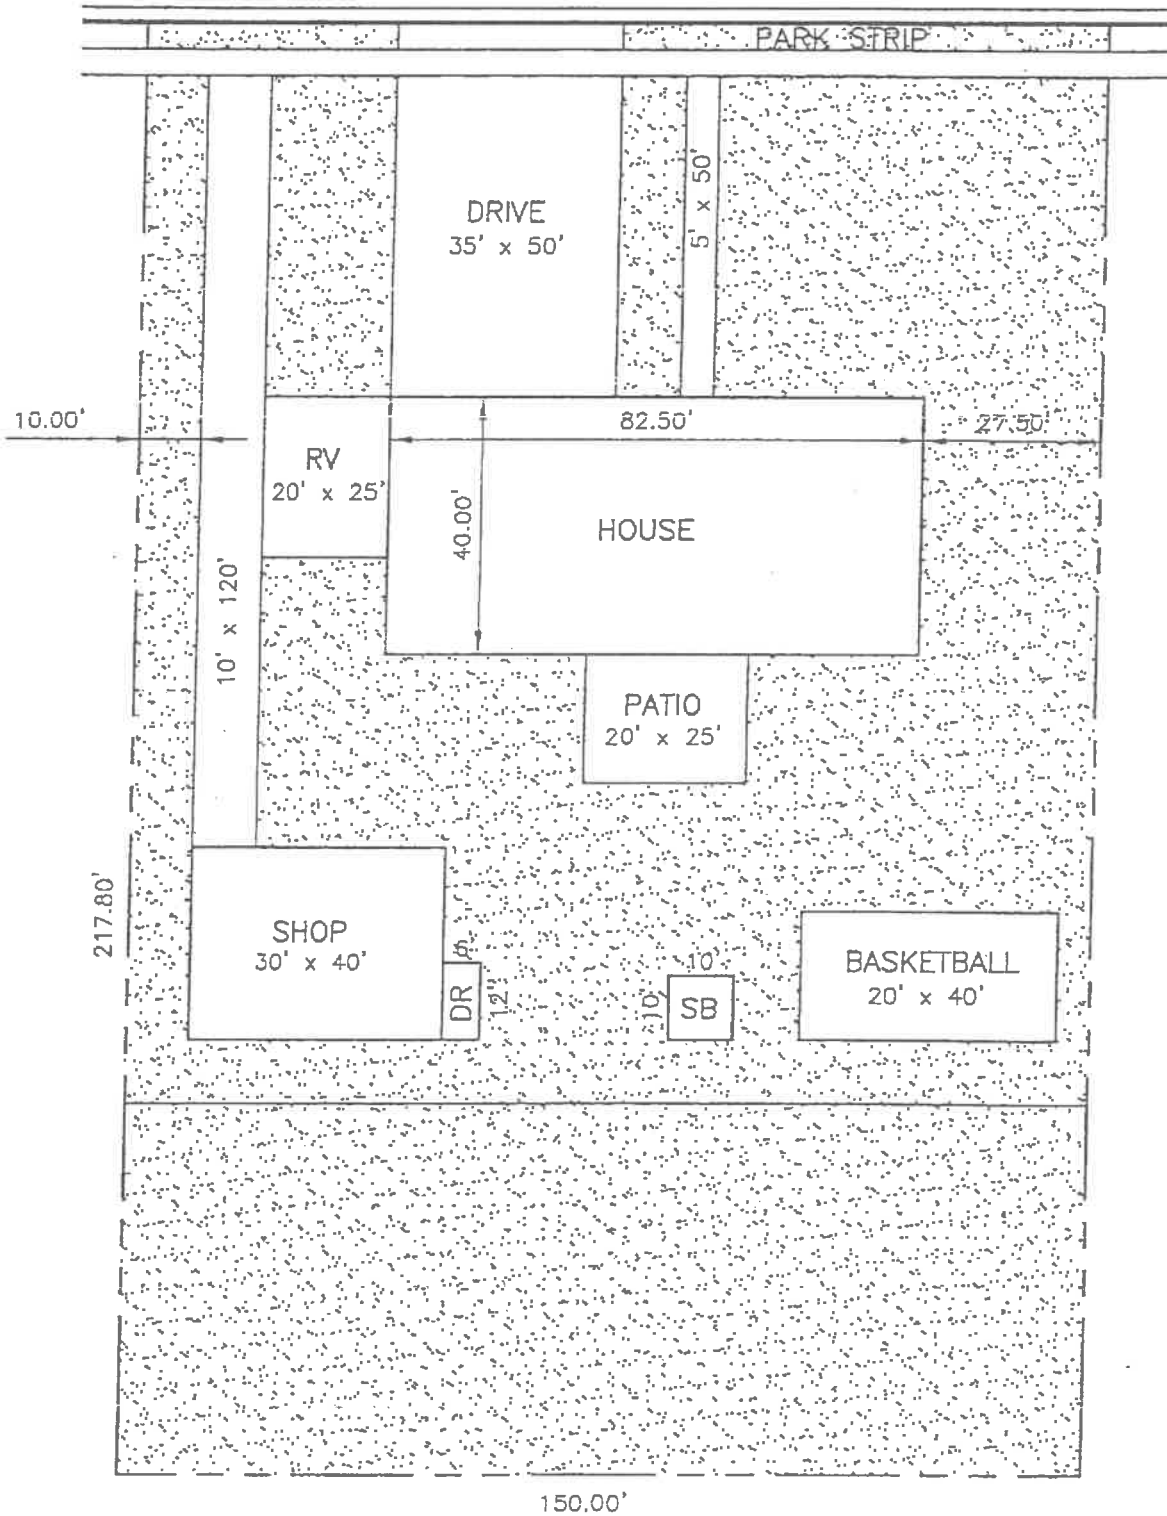 PARK STRIP
DRIVE
35' x 50'
5' x 50'
10.00'
82.50'
27.50'
RV
20' x 25'
40.00'
HOUSE
10' x 120'
PATIO
20' x 25'
217.80'
SHOP
30' x 40'
DR
12"
10'
10'
SB
BASKETBALL
20' x 40'
150.00'